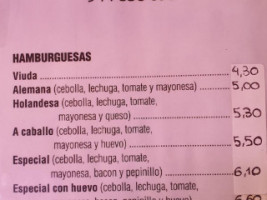 HAMBURGUESAS
Viuda 4,30
Alemana (cebolla, lechuga, tomate y mayonesa) 5,00
Holandesa (cebolla, lechuga, tomate,
mayonesa y queso) 5,30
A caballo (cebolla, lechuga, tomate,
mayonesa y huevo) 5,50
Especial (cebolla, lechuga, tomate,
mayonesa, bacon y pepinillo) 6,10
Especial con huevo (cebolla, lechuga, tomate,